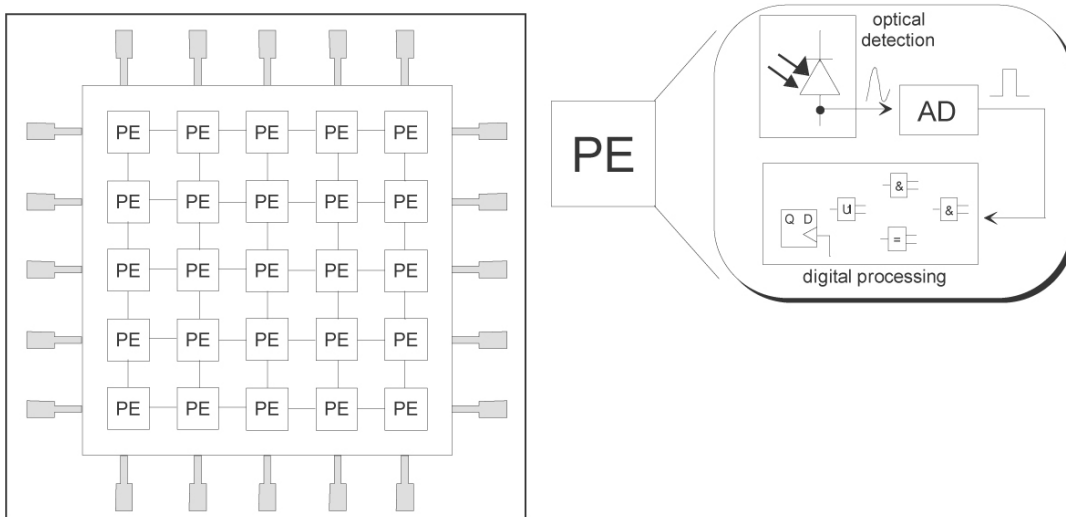 PE PE PE PE PE
PE PE PE PE PE
PE PE PE PE PE
PE PE PE PE PE
PE PE PE PE PE
PE
optical
detection
AD
&
U &
Q D
=
digital processing